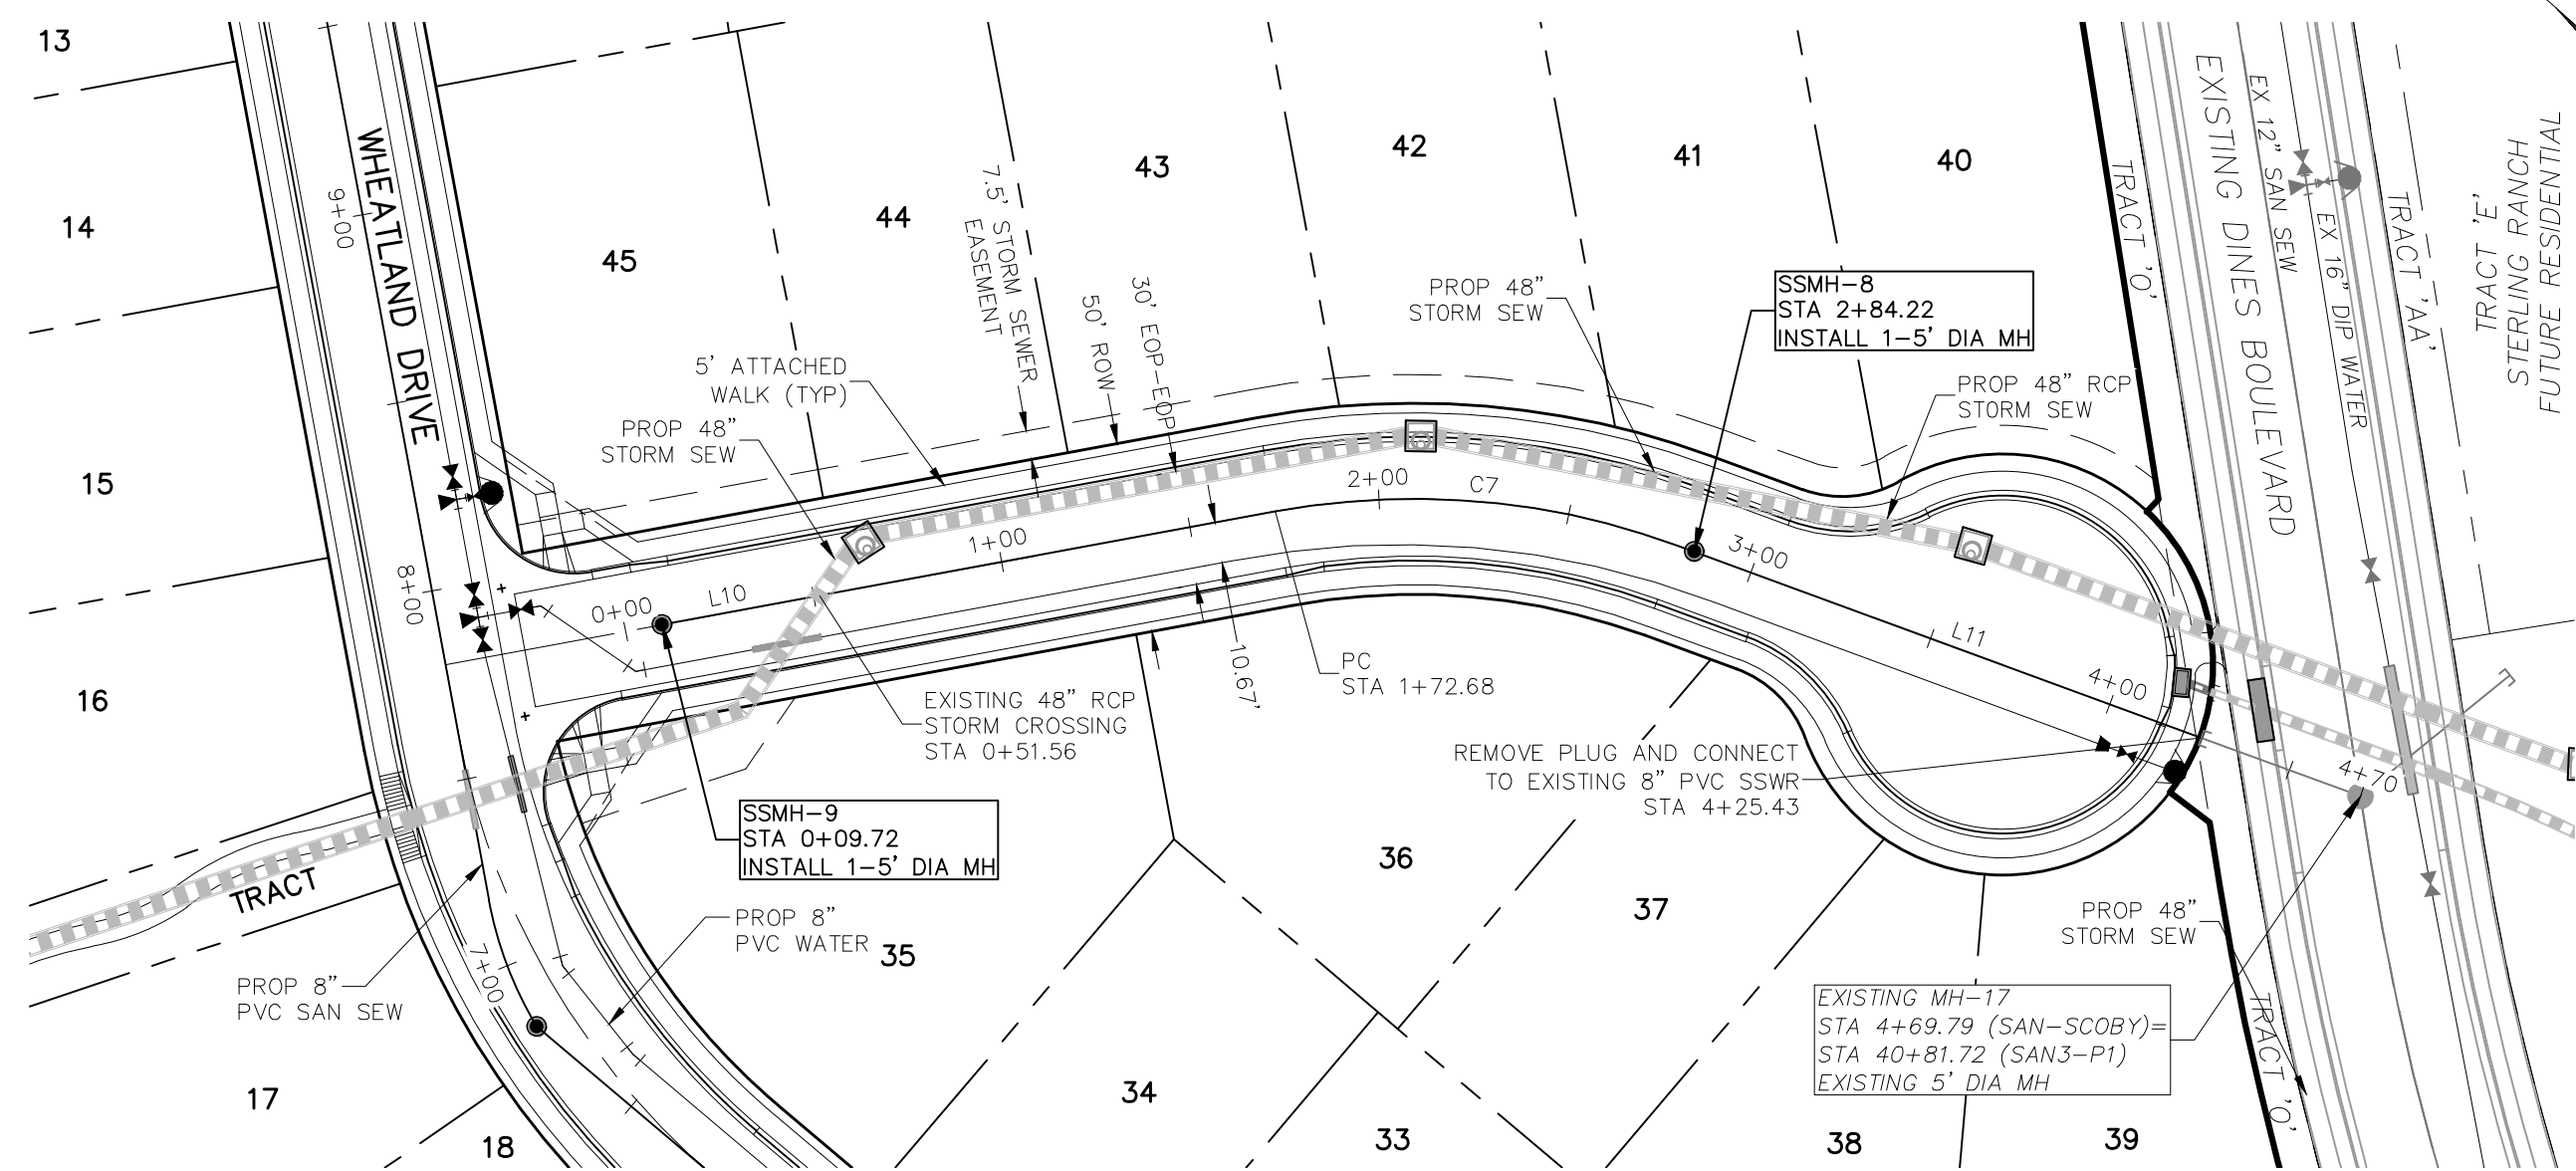 13
14
15
16
17
18
WHEATLAND DRIVE
9+00
8+00
7+00
45
44
43
42
41
40
7.5' STORM SEWER
EASEMENT
50' ROW
30' EOP-EOP
5' ATTACHED
WALK (TYP)
PROP 48"
STORM SEW
PROP 48"
STORM SEW
SSMH-8
STA 2+84.22
INSTALL 1-5' DIA MH
PROP 48" RCP
STORM SEW
0+00
L10
1+00
2+00
C7
3+00
L11
4+00
4+70
10.67'
PC
STA 1+72.68
EXISTING 48" RCP
STORM CROSSING
STA 0+51.56
SSMH-9
STA 0+09.72
INSTALL 1-5' DIA MH
REMOVE PLUG AND CONNECT
TO EXISTING 8" PVC SSWR
STA 4+25.43
TRACT
PROP 8"
PVC SAN SEW
PROP 8"
PVC WATER
35
36
37
34
33
38
39
PROP 48"
STORM SEW
EXISTING MH-17
STA 4+69.79 (SAN-SCOBY)=
STA 40+81.72 (SAN3-P1)
EXISTING 5' DIA MH
TRACT 'O'
TRACT 'O'
EXISTING DINES BOULEVARD
EX 12" SAN SEW
EX 16" DIP WATER
TRACT 'AA'
TRACT 'E'
STERLING RANCH
FUTURE RESIDENTIAL